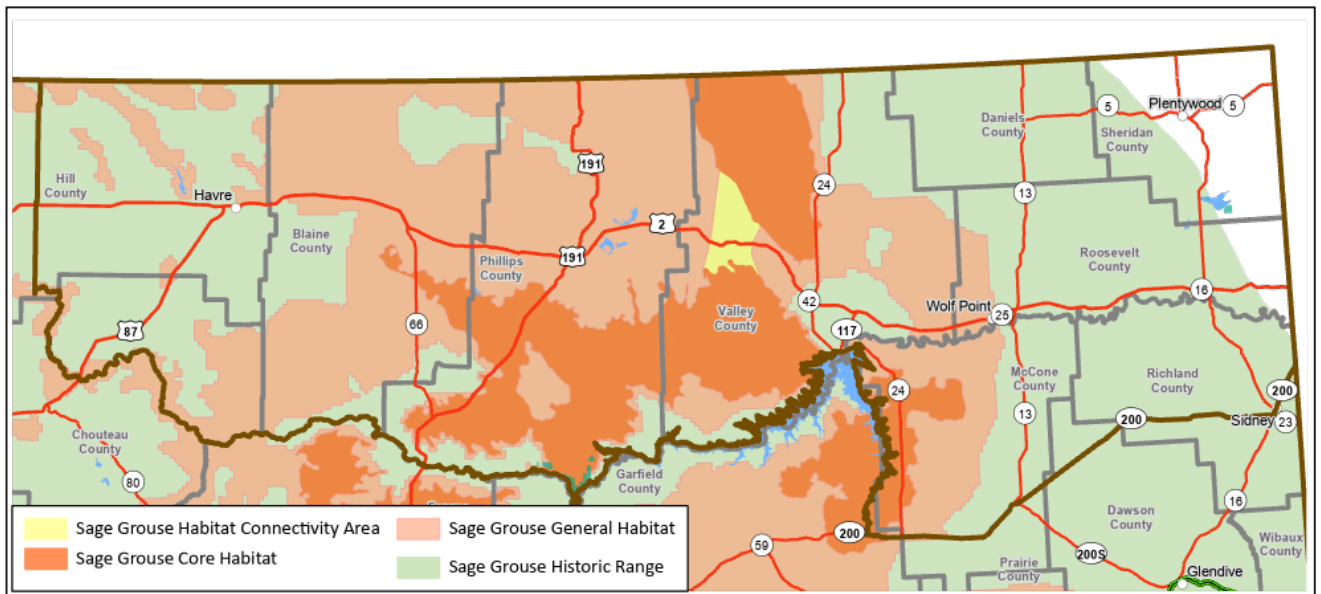 Plentywood
5
5
Daniels
County
Sheridan
County
191
Hill
County
Havre
24
13
Blaine
County
2
191
Phillips
County
Roosevelt
County
16
42
Wolf Point
25
Valley
County
117
66
87
McCone
County
Richland
County
24
13
200
200
Sidney
23
Chouteau
County
80
Garfield
County
16
Dawson
County
Wibaux
County
59
200
200S
Prairie
County
Glendive
Sage Grouse Habitat Connectivity Area
Sage Grouse General Habitat
Sage Grouse Core Habitat
Sage Grouse Historic Range